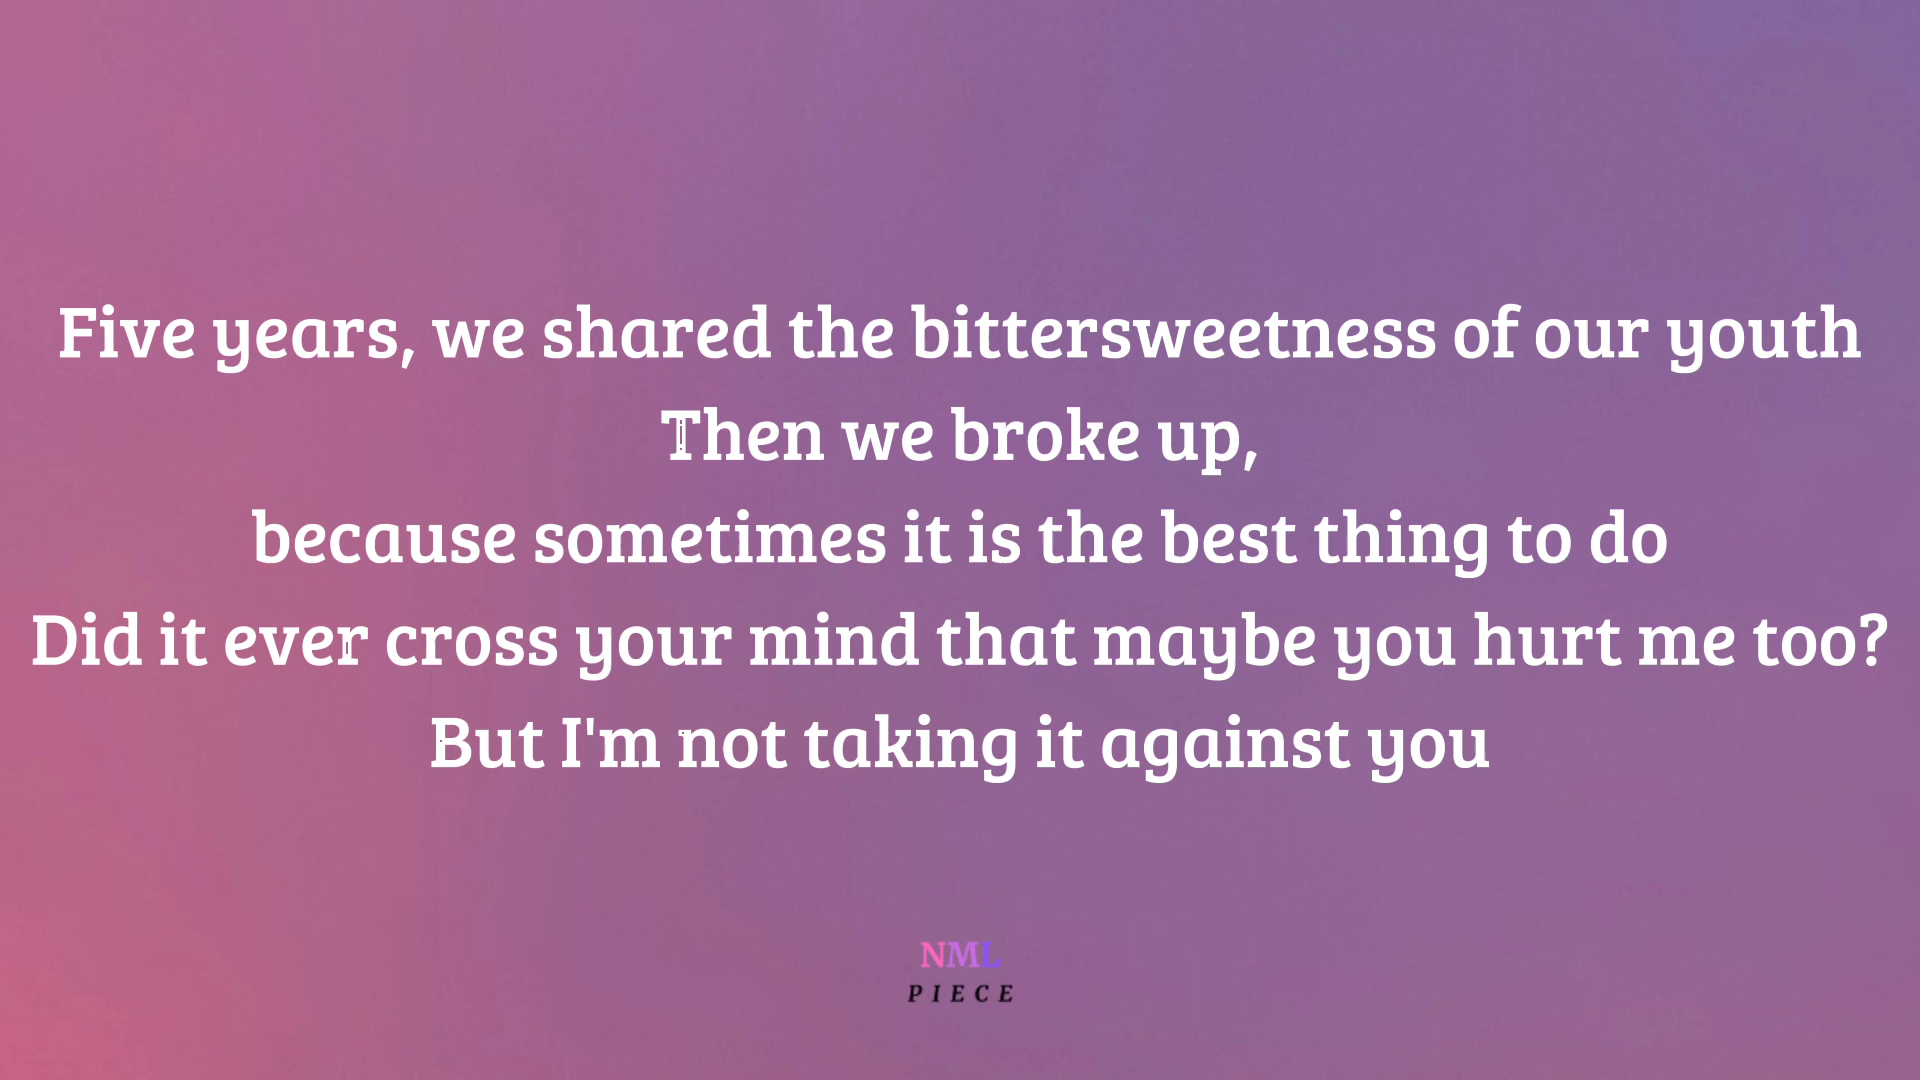 Five years, we shared the bittersweetness of our youth
Then we broke up,
because sometimes it is the best thing to do
Did it ever cross your mind that maybe you hurt me too?
But I'm not taking it against you
NML
PIECE